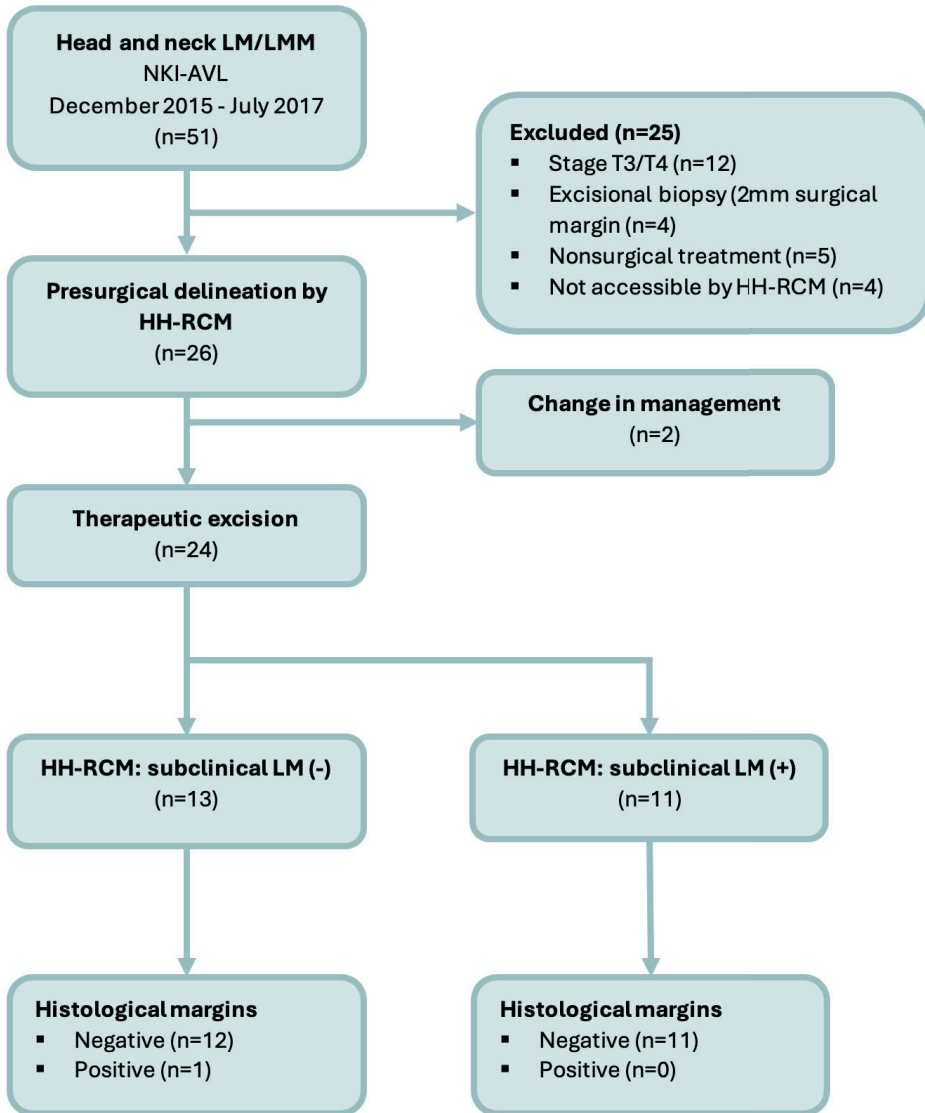 Head and neck LM/LMM
NKI-AVL
December 2015 - July 2017
(n=51)
Excluded (n=25)
▪ Stage T3/T4 (n=12)
▪ Excisional biopsy (2mm surgical
margin (n=4)
▪ Nonsurgical treatment (n=5)
▪ Not accessible by HH-RCM (n=4)
Presurgical delineation by
HH-RCM
(n=26)
Change in management
(n=2)
Therapeutic excision
(n=24)
HH-RCM: subclinical LM (-)
(n=13)
HH-RCM: subclinical LM (+)
(n=11)
Histological margins
▪ Negative (n=12)
▪ Positive (n=1)
Histological margins
▪ Negative (n=11)
▪ Positive (n=0)